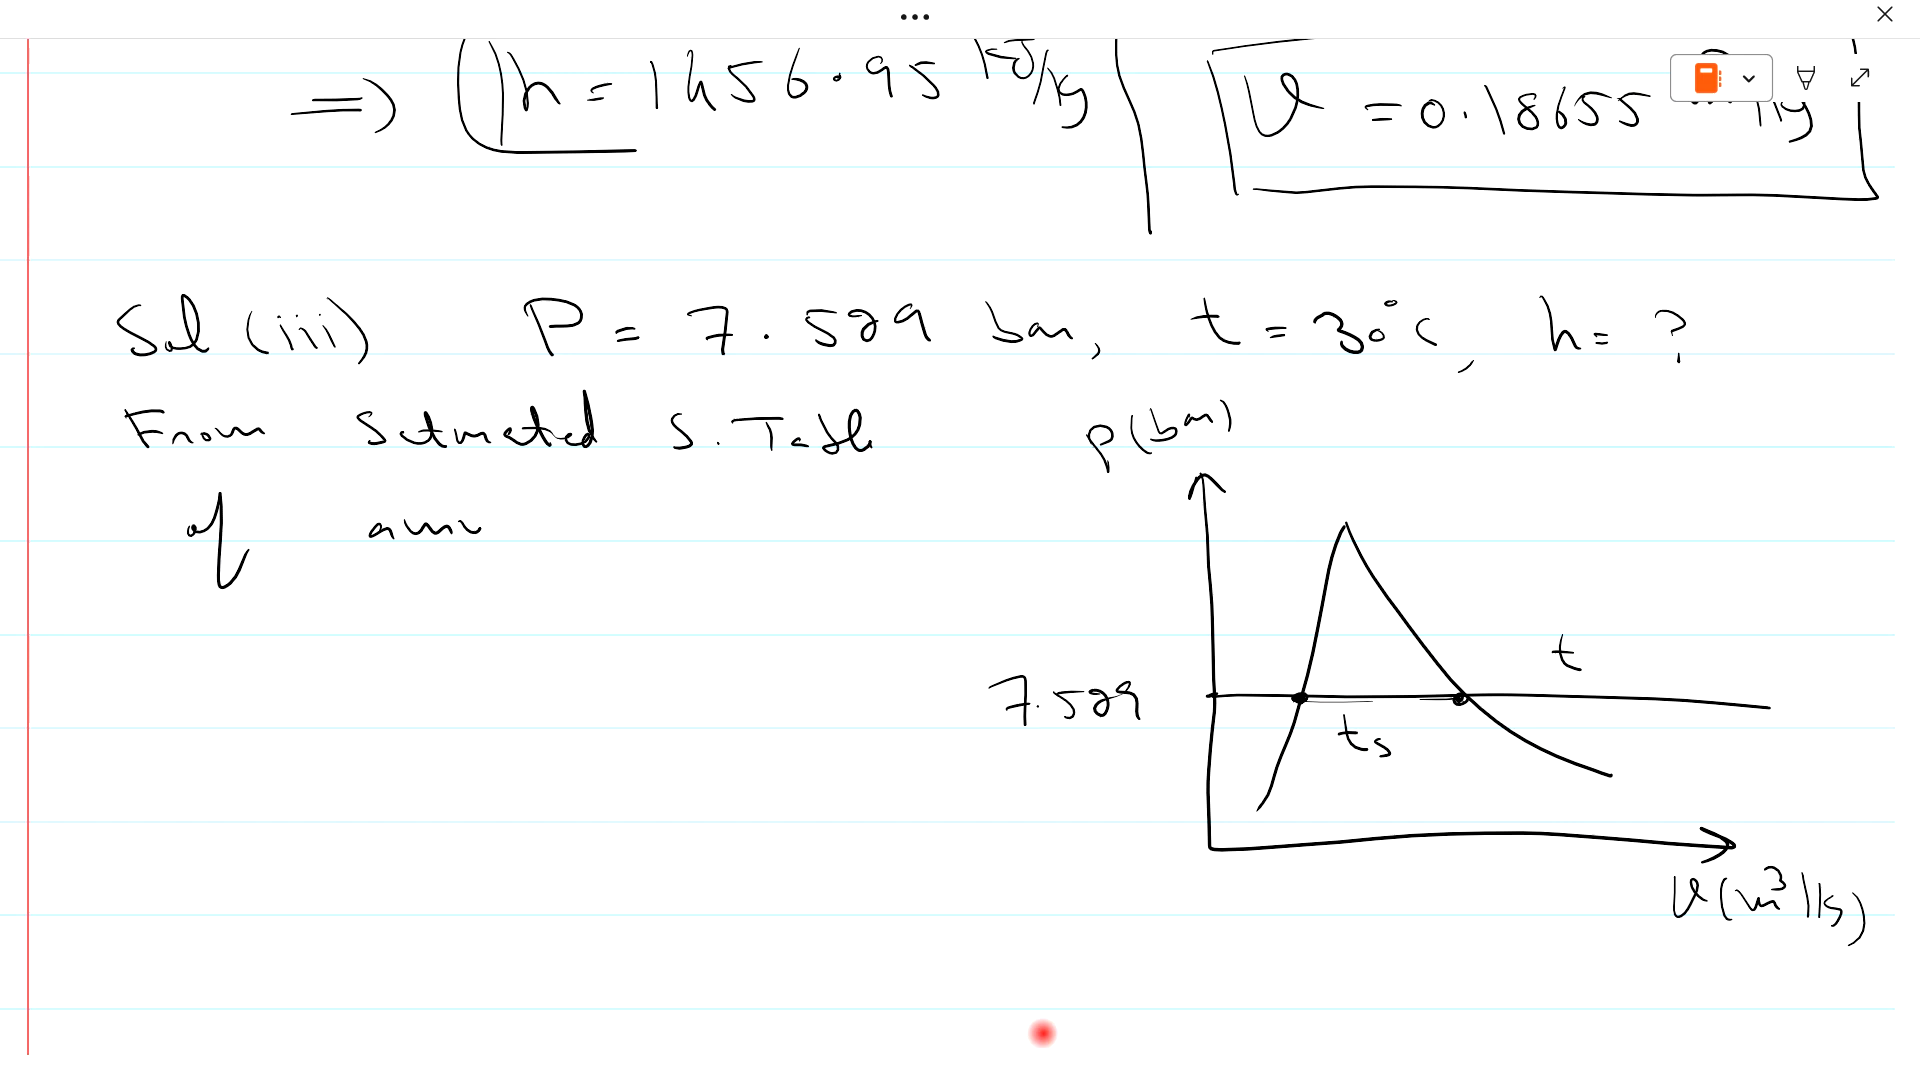 => h = 1456.95 kJ/kg
v = 0.18655
Sol (iii) P = 7.529 bar, t = 30°c, h = ?
From Saturated S. Table
of
p(bar)
t
7.529
ts
v(m³/kg)